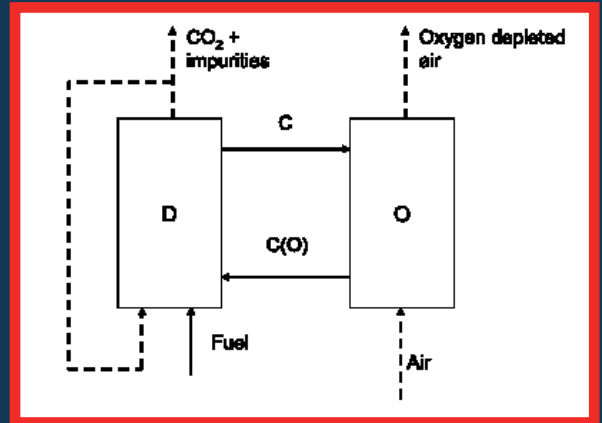 CO₂ +
impurities
Oxygen depleted
air
C
D
O
C(O)
Fuel
Air